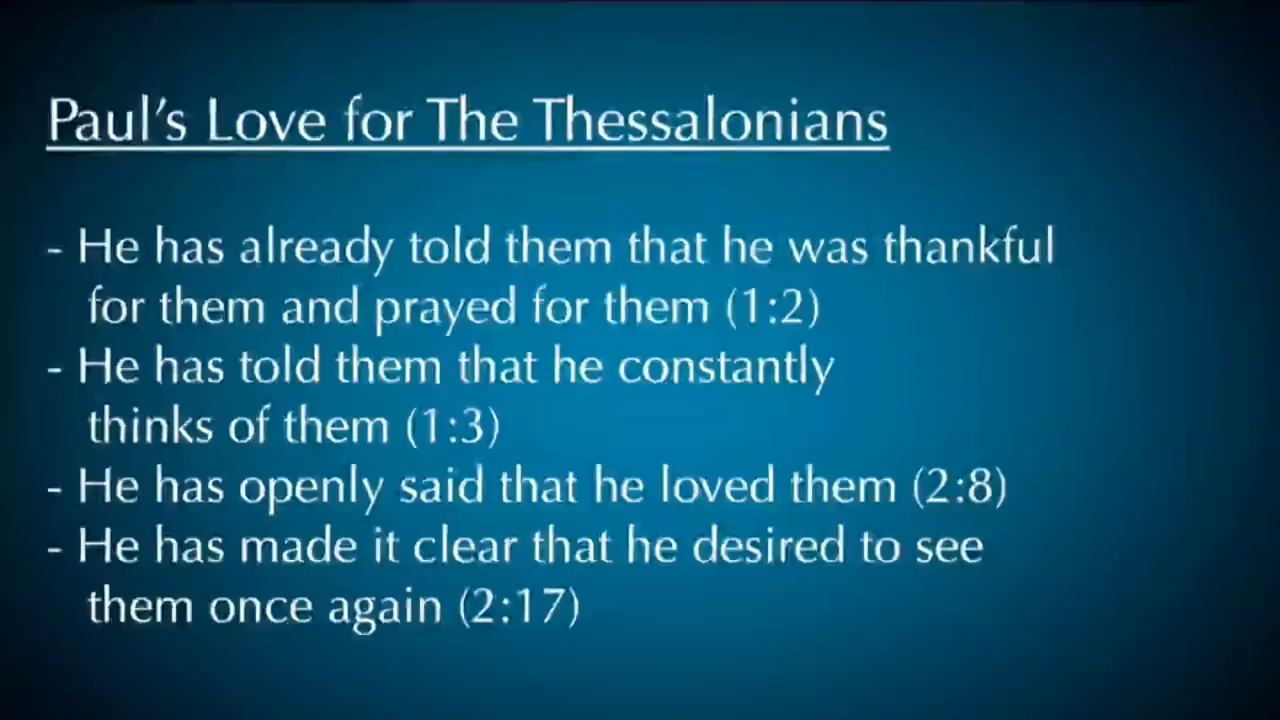 Paul's Love for The Thessalonians
- He has already told them that he was thankful
for them and prayed for them (1:2)
- He has told them that he constantly
thinks of them (1:3)
- He has openly said that he loved them (2:8)
- He has made it clear that he desired to see
them once again (2:17)